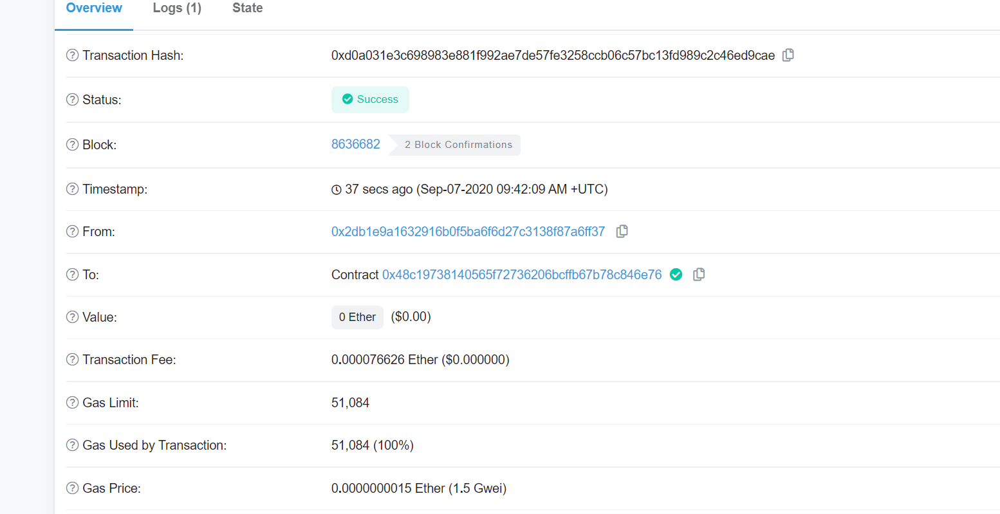 Overview Logs (1) State
Transaction Hash: 0xd0a031e3c698983e881f992ae7de57fe3258ccb06c57bc13fd989c2c46ed9cae
Status: Success
Block: 8636682 2 Block Confirmations
Timestamp: 37 secs ago (Sep-07-2020 09:42:09 AM +UTC)
From: 0x2db1e9a1632916b0f5ba6f6d27c3138f87a6ff37
To: Contract 0x48c19738140565f72736206bcffb67b78c846e76
Value: 0 Ether ($0.00)
Transaction Fee: 0.000076626 Ether ($0.000000)
Gas Limit: 51,084
Gas Used by Transaction: 51,084 (100%)
Gas Price: 0.0000000015 Ether (1.5 Gwei)